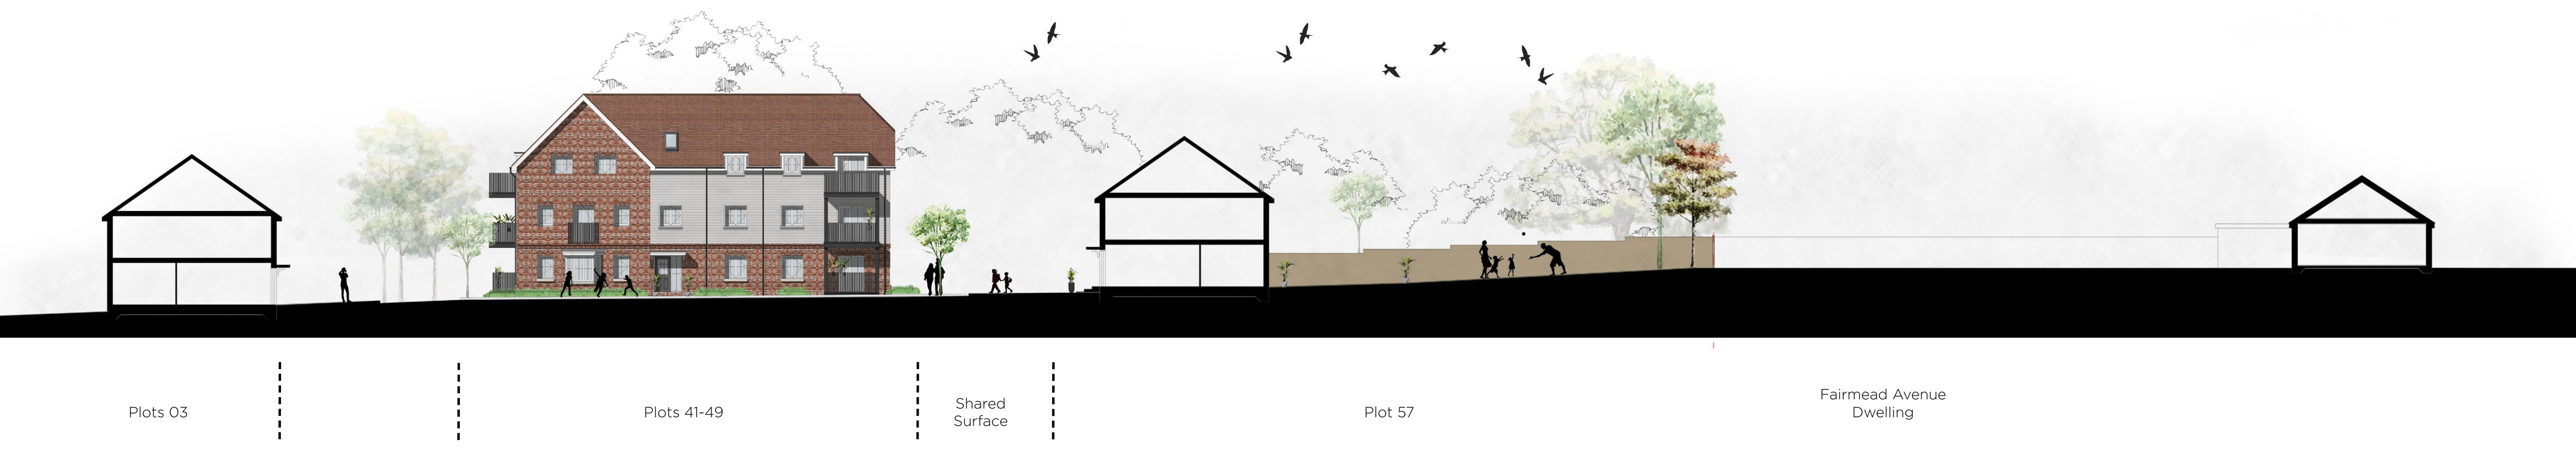 Plots 03
Plots 41-49
Shared
Surface
Plot 57
Fairmead Avenue
Dwelling